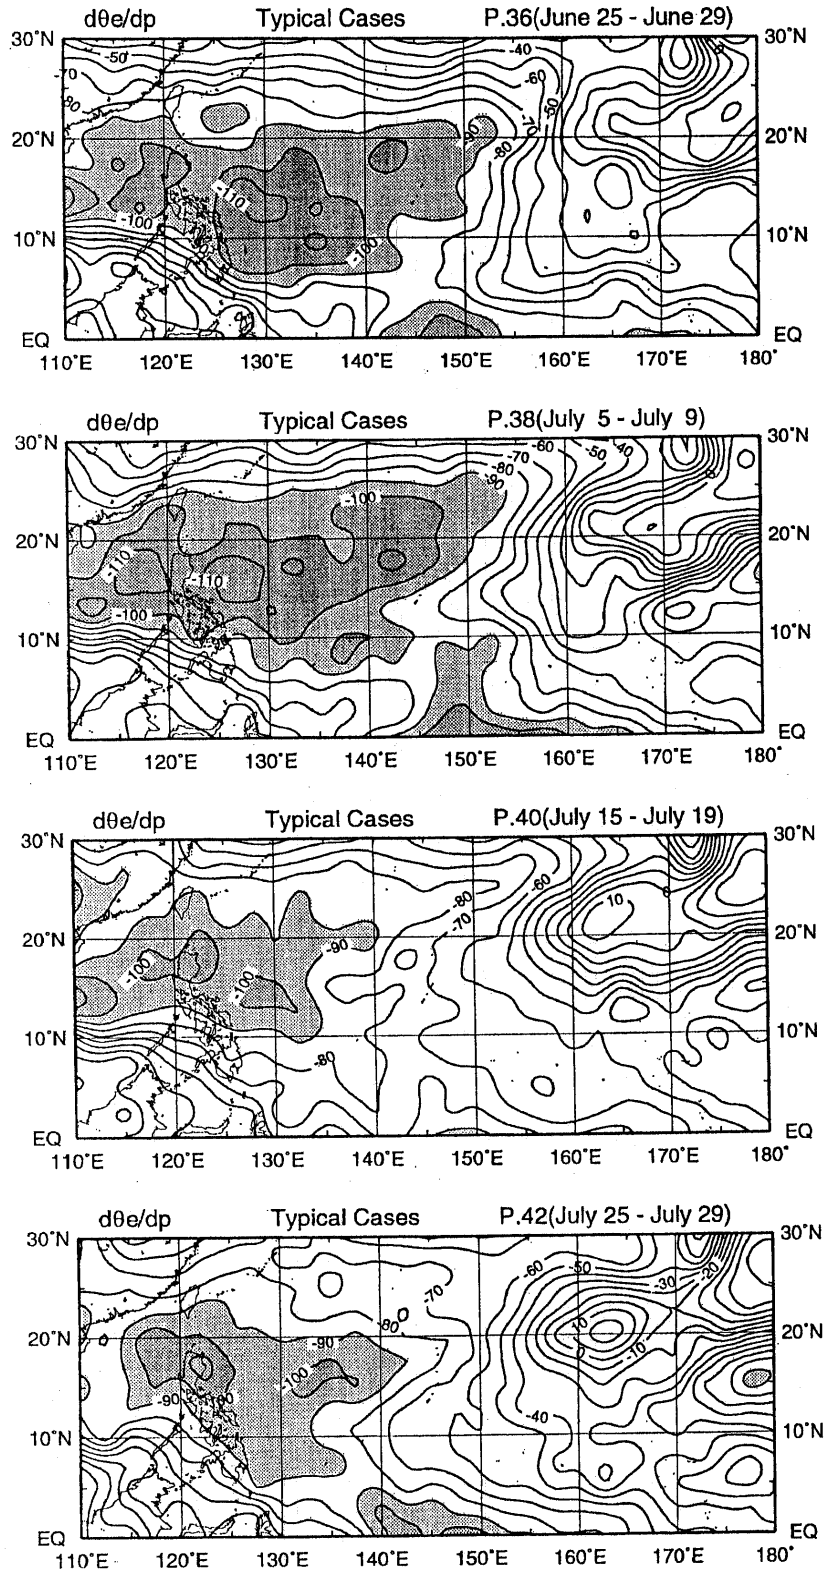 dθe/dp Typical Cases P.36(June 25 - June 29)
30°N -50 -40 30°N
-70 -60
-80 -50
20°N -90 -70 20°N
-80
-110
-100
10°N -100 10°N
EQ EQ
110°E 120°E 130°E 140°E 150°E 160°E 170°E 180°
dθe/dp Typical Cases P.38(July 5 - July 9)
30°N -60 -50 -40 30°N
-70
-80
-90
-100 0
20°N 20°N
-110 -110
-100
10°N 10°N
EQ EQ
110°E 120°E 130°E 140°E 150°E 160°E 170°E 180°
dθe/dp Typical Cases P.40(July 15 - July 19)
30°N 30°N
-80 -60 10 0
-70
20°N -90 20°N
-100 -100
10°N 10°N
-80
EQ EQ
110°E 120°E 130°E 140°E 150°E 160°E 170°E 180°
dθe/dp Typical Cases P.42(July 25 - July 29)
30°N 30°N
-60 -50 -30 -20
-70
-80 10
20°N -90 0 -10 20°N
-100
-90 -100
-40
10°N 10°N
EQ EQ
110°E 120°E 130°E 140°E 150°E 160°E 170°E 180°